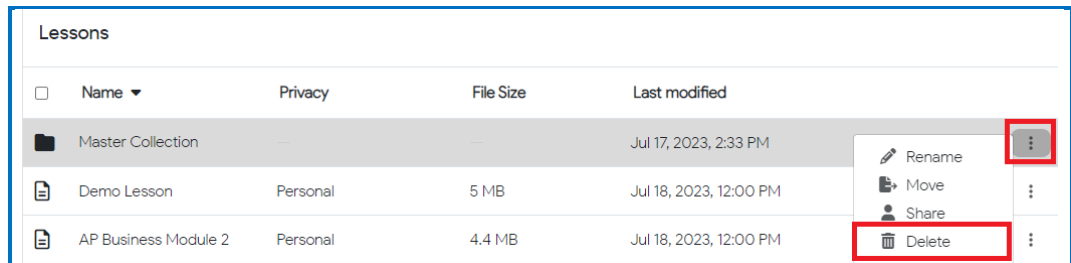 Lessons
Name Privacy File Size Last modified
Master Collection — — Jul 17, 2023, 2:33 PM
Rename
Demo Lesson Personal 5 MB Jul 18, 2023, 12:00 PM
Move
Share
AP Business Module 2 Personal 4.4 MB Jul 18, 2023, 12:00 PM
Delete